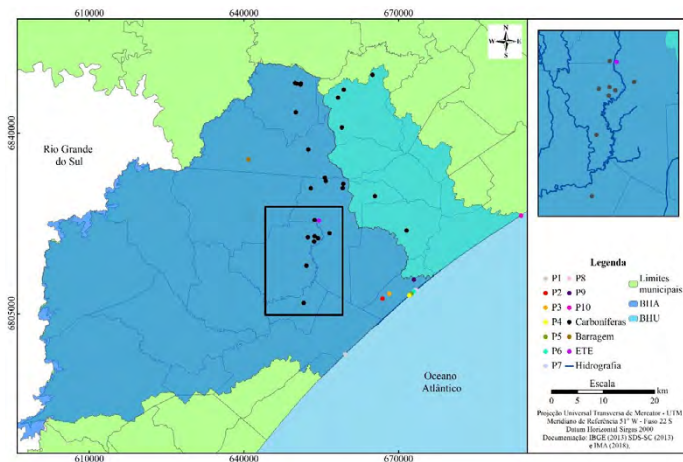 610000 640000 670000
N
W E
S
6840000
Rio Grande
do Sul
6805000
Oceano
Atlântico
Legenda
P1
P2
P3
P4
P5
P6
P7
P8
P9
P10
Carboníferas
Barragem
ETE
Hidrografia
Limites
municipais
BHA
BHU
Escala
km
0 5 10 20
Projeção Universal Transversa de Mercator - UTM
Meridiano de Referência 51° W - Fuso 22 S
Datum Horizontal Sirgas 2000
Documentação: IBGE (2013) SDS-SC (2013)
e IMA (2018).
6840000
6805000
610000 640000 670000